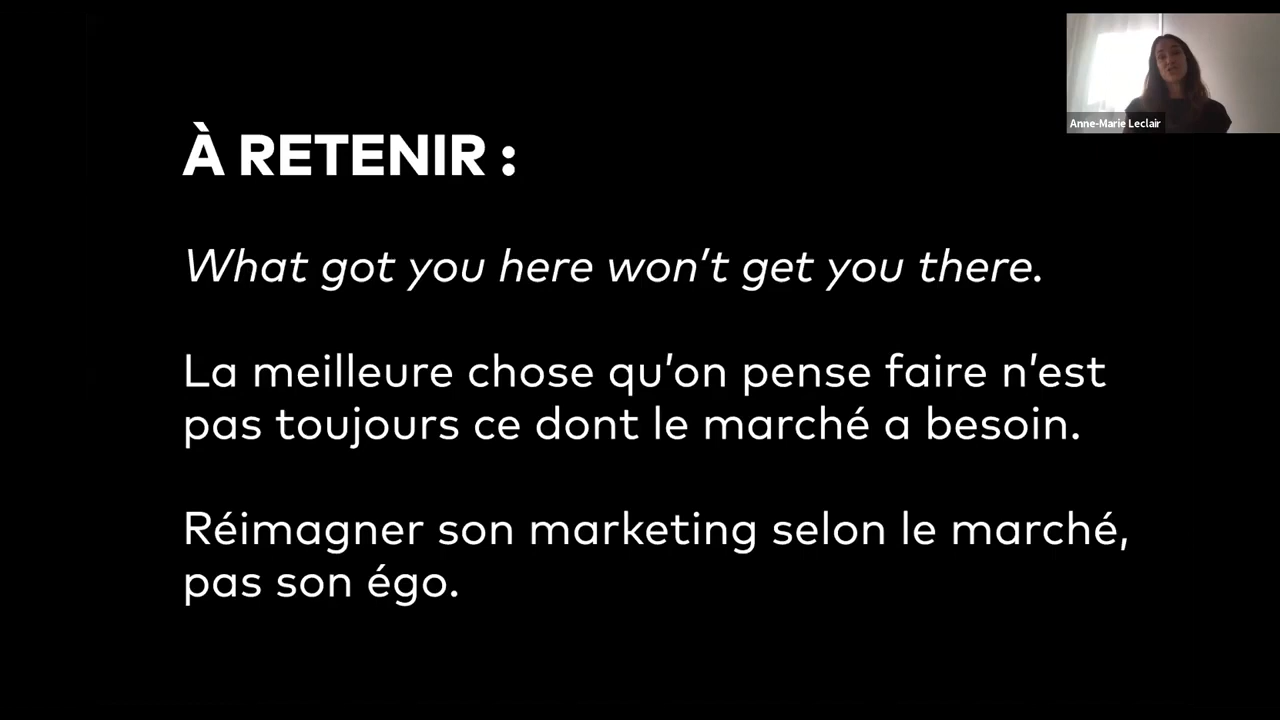 Anne-Marie Leclair
À RETENIR :
What got you here won’t get you there.
La meilleure chose qu’on pense faire n’est
pas toujours ce dont le marché a besoin.
Réimagner son marketing selon le marché,
pas son égo.